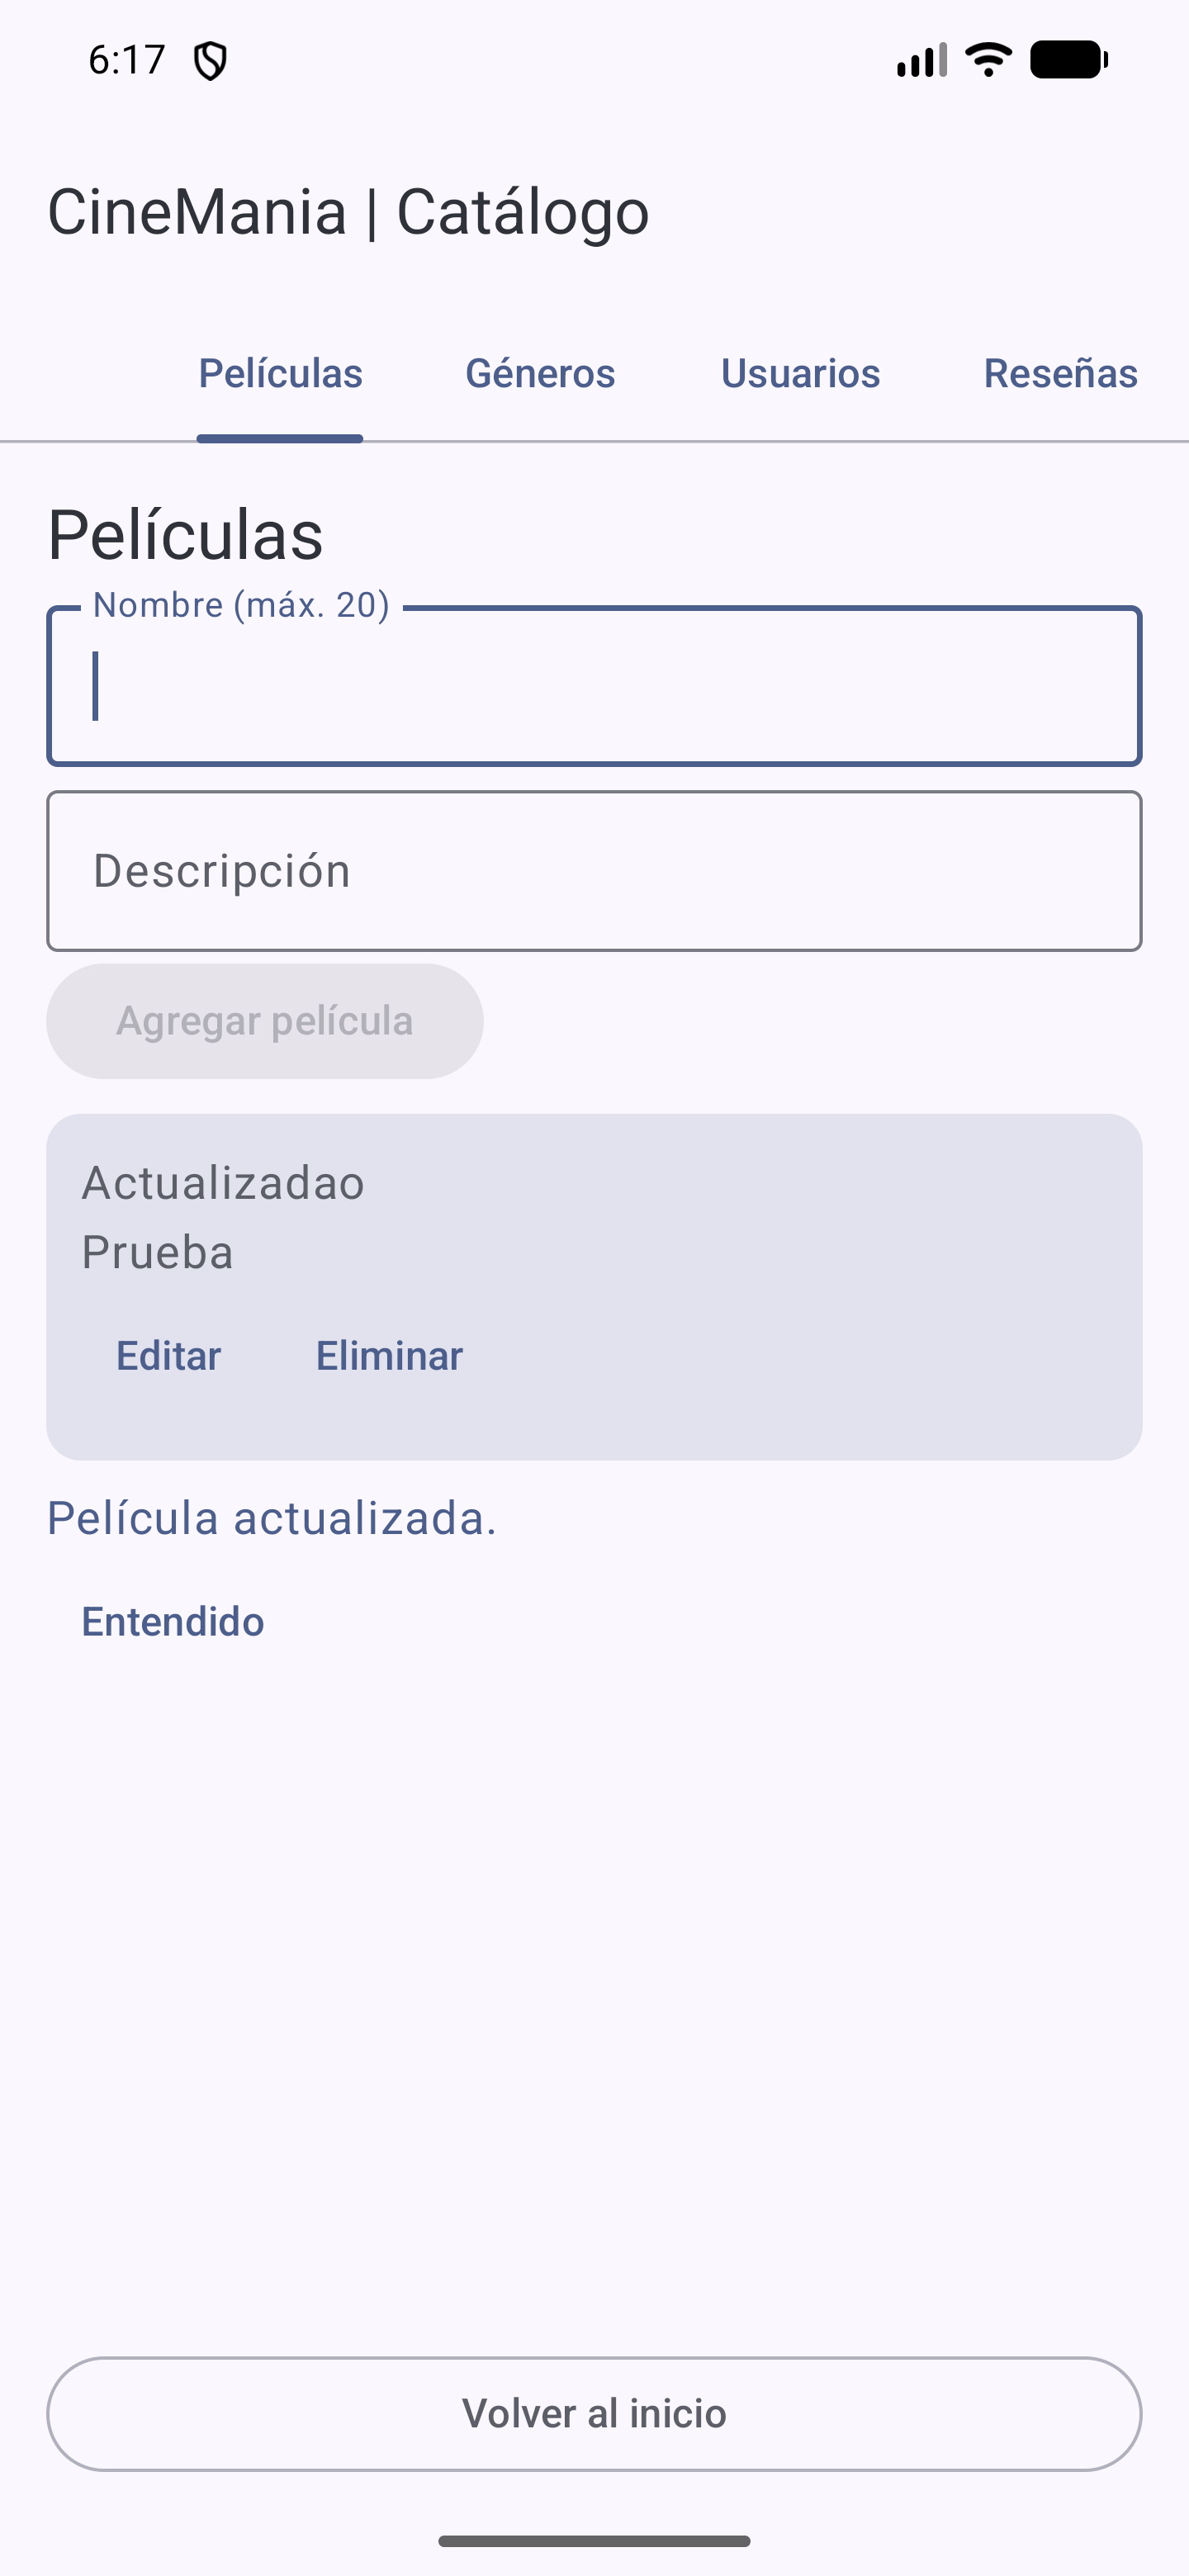 6:17
CineMania | Catálogo
Películas Géneros Usuarios Reseñas
Películas
Nombre (máx. 20)
Descripción
Agregar película
Actualizadao
Prueba
Editar Eliminar
Película actualizada.
Entendido
Volver al inicio